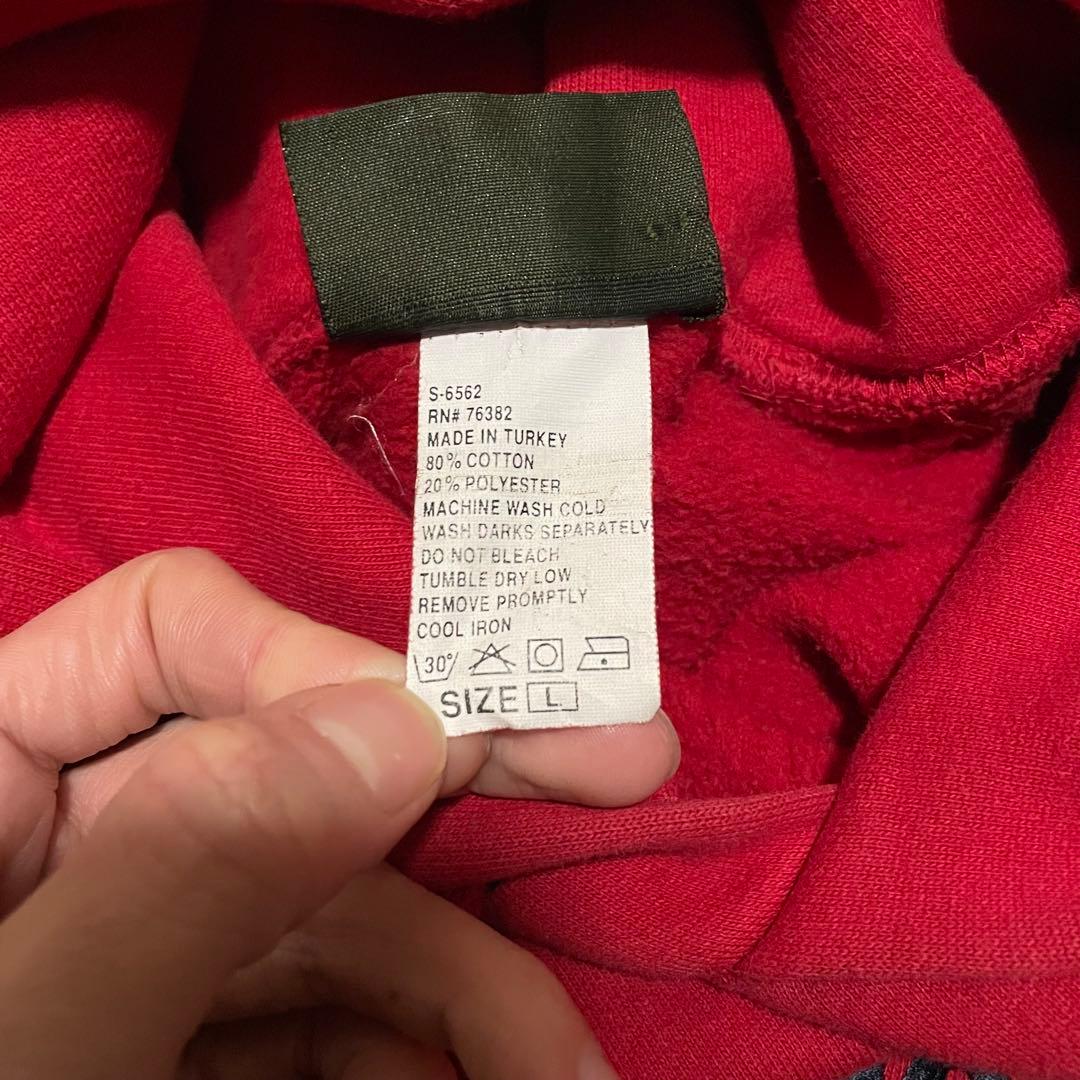 S-6562
RN# 76382
MADE IN TURKEY
80% COTTON
20% POLYESTER
MACHINE WASH COLD
WASH DARKS SEPARATELY
DO NOT BLEACH
TUMBLE DRY LOW
REMOVE PROMPTLY
COOL IRON
30°
SIZE L